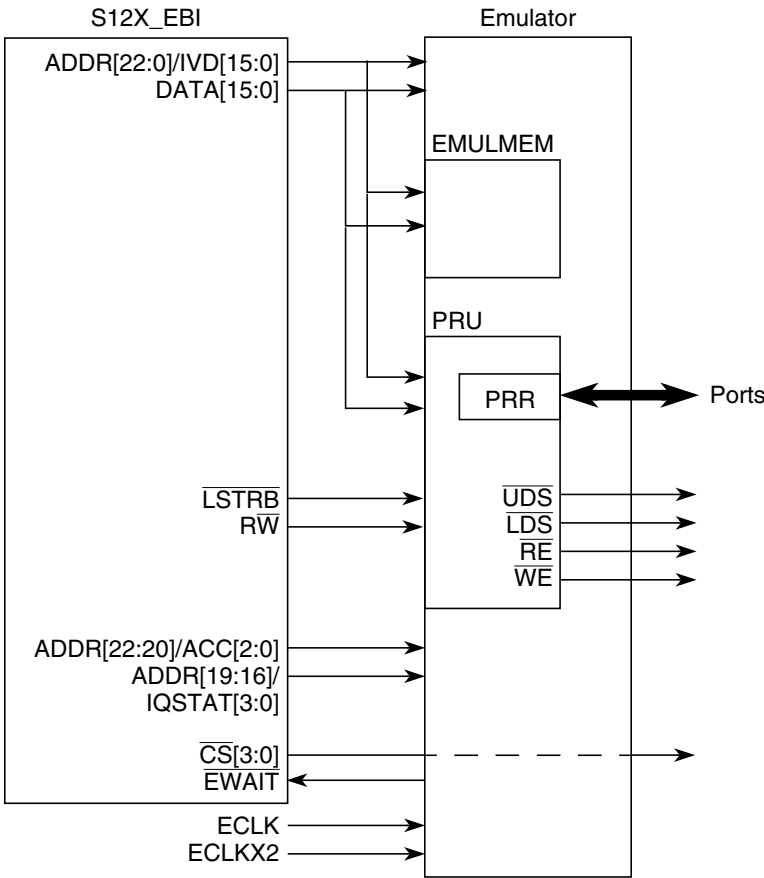 S12X_EBI
Emulator
ADDR[22:0]/IVD[15:0]
DATA[15:0]
EMULMEM
PRU
PRR
Ports
LSTRB
RW
UDS
LDS
RE
WE
ADDR[22:20]/ACC[2:0]
ADDR[19:16]/
IQSTAT[3:0]
CS[3:0]
EWAIT
ECLK
ECLKX2